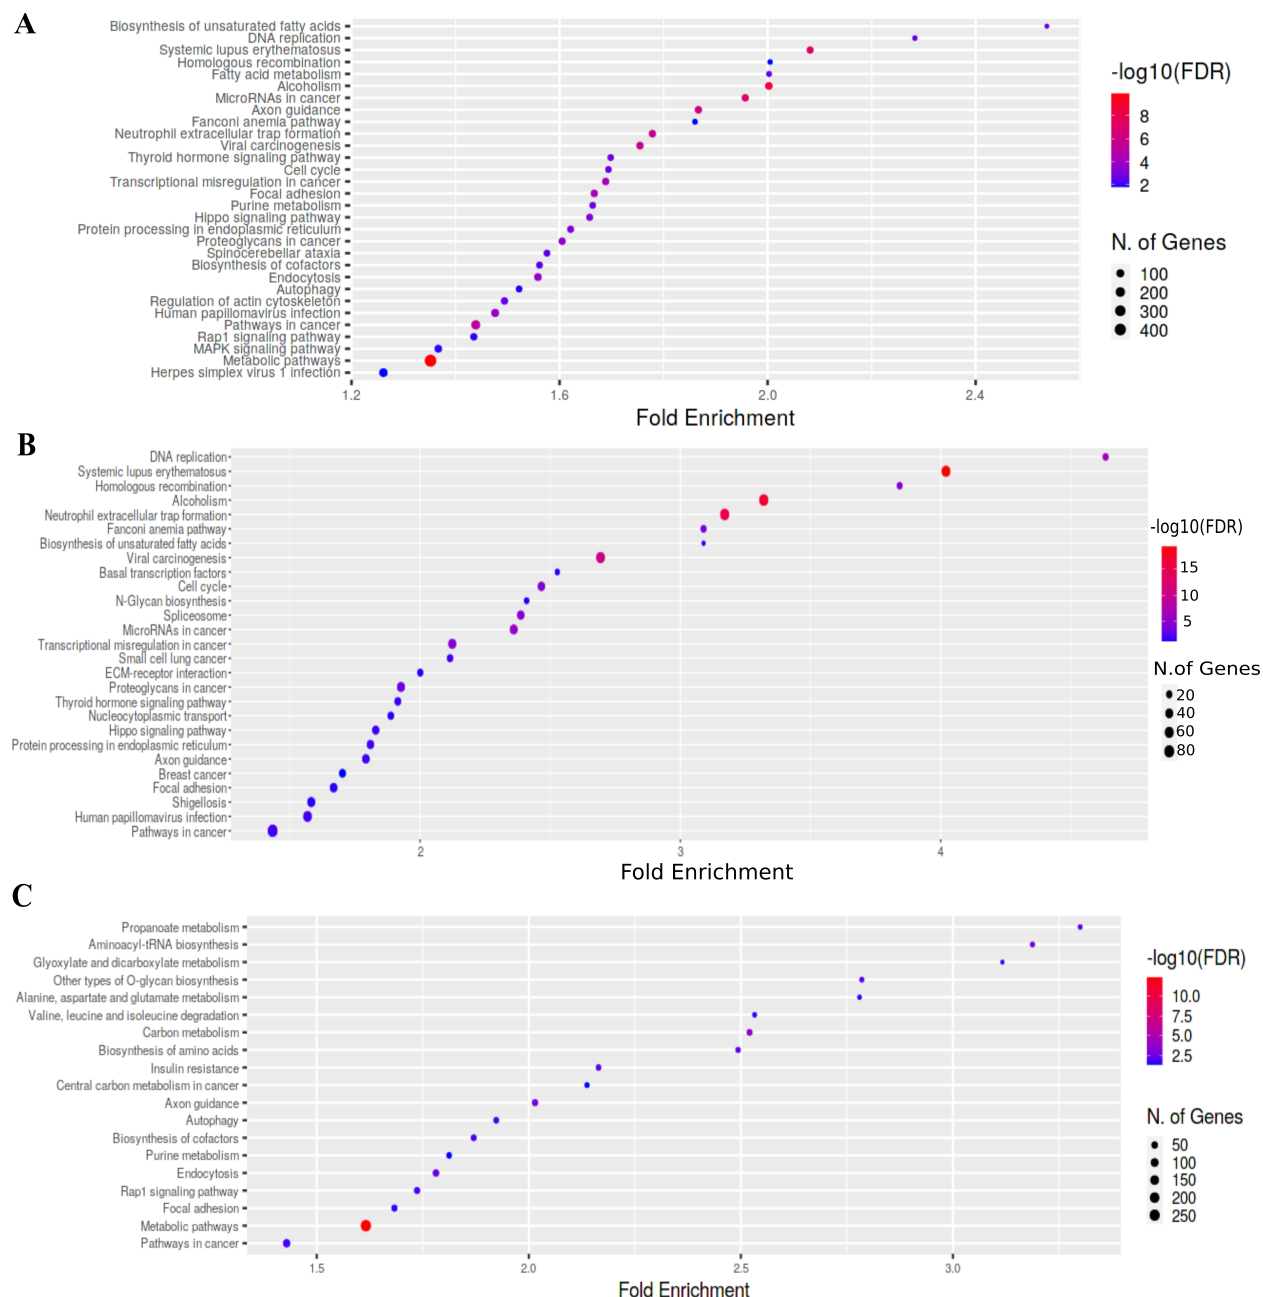 A
Biosynthesis of unsaturated fatty acids
DNA replication
Systemic lupus erythematosus
Homologous recombination
Fatty acid metabolism
Alcoholism
MicroRNAs in cancer
Axon guidance
Fanconi anemia pathway
Neutrophil extracellular trap formation
Viral carcinogenesis
Thyroid hormone signaling pathway
Cell cycle
Transcriptional misregulation in cancer
Focal adhesion
Purine metabolism
Hippo signaling pathway
Protein processing in endoplasmic reticulum
Proteoglycans in cancer
Spinocerebellar ataxia
Biosynthesis of cofactors
Endocytosis
Autophagy
Regulation of actin cytoskeleton
Human papillomavirus infection
Pathways in cancer
Rap1 signaling pathway
MAPK signaling pathway
Metabolic pathways
Herpes simplex virus 1 infection
1.2 1.6 2.0 2.4
Fold Enrichment
-log10(FDR)
8
6
4
2
N. of Genes
100
200
300
400
B
DNA replication
Systemic lupus erythematosus
Homologous recombination
Alcoholism
Neutrophil extracellular trap formation
Fanconi anemia pathway
Biosynthesis of unsaturated fatty acids
Viral carcinogenesis
Basal transcription factors
Cell cycle
N-Glycan biosynthesis
Spliceosome
MicroRNAs in cancer
Transcriptional misregulation in cancer
Small cell lung cancer
ECM-receptor interaction
Proteoglycans in cancer
Thyroid hormone signaling pathway
Nucleocytoplasmic transport
Hippo signaling pathway
Protein processing in endoplasmic reticulum
Axon guidance
Breast cancer
Focal adhesion
Shigellosis
Human papillomavirus infection
Pathways in cancer
2 3 4
Fold Enrichment
-log10(FDR)
15
10
5
N.of Genes
20
40
60
80
C
Propanoate metabolism
Aminoacyl-tRNA biosynthesis
Glyoxylate and dicarboxylate metabolism
Other types of O-glycan biosynthesis
Alanine, aspartate and glutamate metabolism
Valine, leucine and isoleucine degradation
Carbon metabolism
Biosynthesis of amino acids
Insulin resistance
Central carbon metabolism in cancer
Axon guidance
Autophagy
Biosynthesis of cofactors
Purine metabolism
Endocytosis
Rap1 signaling pathway
Focal adhesion
Metabolic pathways
Pathways in cancer
1.5 2.0 2.5 3.0
Fold Enrichment
-log10(FDR)
10.0
7.5
5.0
2.5
N. of Genes
50
100
150
200
250